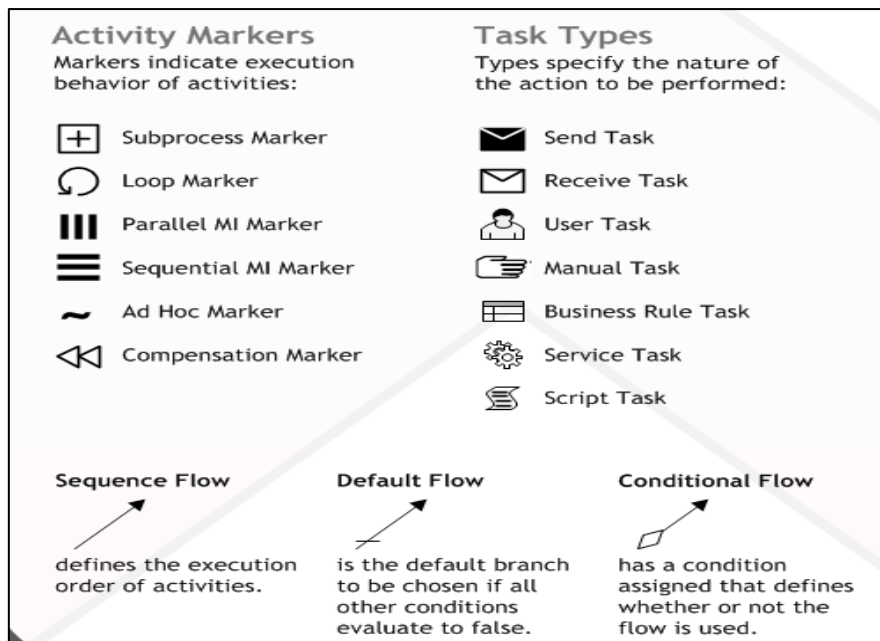 Activity Markers
Markers indicate execution
behavior of activities:
Subprocess Marker
Loop Marker
Parallel MI Marker
Sequential MI Marker
Ad Hoc Marker
Compensation Marker
Task Types
Types specify the nature of
the action to be performed:
Send Task
Receive Task
User Task
Manual Task
Business Rule Task
Service Task
Script Task
Sequence Flow
defines the execution
order of activities.
Default Flow
is the default branch
to be chosen if all
other conditions
evaluate to false.
Conditional Flow
has a condition
assigned that defines
whether or not the
flow is used.